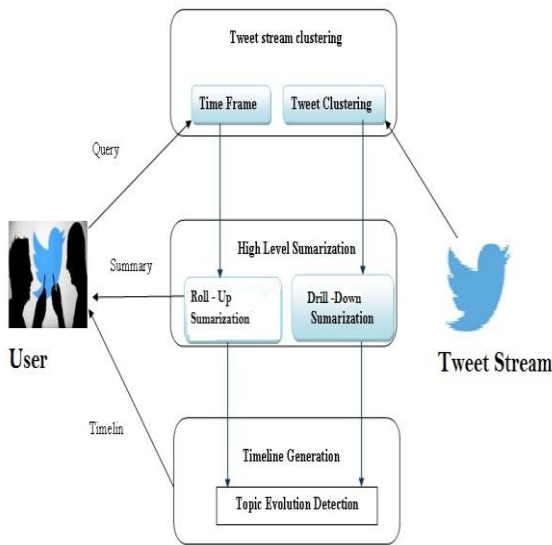 Tweet stream clustering
Time Frame
Tweet Clustering
Query
High Level Sumarization
Summary
Roll - Up
Sumarization
Drill -Down
Sumarization
User
Tweet Stream
Timelin
Timeline Generation
Topic Evolution Detection